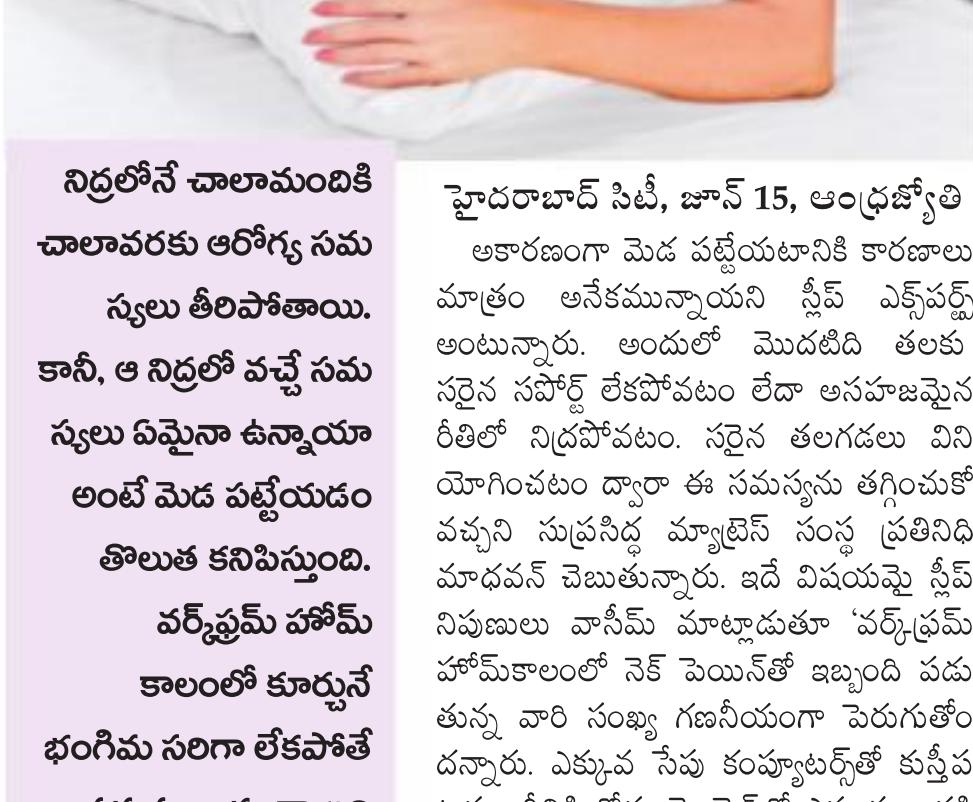 నిద్రలోనే చాలామందికి
చాలావరకు ఆరోగ్య సమ
స్యలు తీరిపోతాయి.
కానీ, ఆ నిద్రలో వచ్చే సమ
స్యలు ఏమైనా ఉన్నాయా
అంటే మెడ పట్టేయడం
తొలుత కనిపిస్తుంది.
వర్క్‌ఫ్రమ్ హోమ్
కాలంలో కూర్చునే
భంగిమ సరిగా లేకపోతే
హైదరాబాద్ సిటీ, జూన్ 15, ఆంధ్రజ్యోతి
అకారణంగా మెడ పట్టేయటానికి కారణాలు
మాత్రం అనేకమున్నాయని స్లీప్ ఎక్స్‌పర్ట్స్
అంటున్నారు. అందులో మొదటిది తలకు
సరైన సపోర్ట్ లేకపోవటం లేదా అసహజమైన
రీతిలో నిద్రపోవటం. సరైన తలగడలు విని
యోగించటం ద్వారా ఈ సమస్యను తగ్గించుకో
వచ్చని సుప్రసిద్ధ మ్యాట్రెస్ సంస్థ ప్రతినిధి
మాధవన్ చెబుతున్నారు. ఇదే విషయమై స్లీప్
నిపుణులు వాసీమ్ మాట్లాడుతూ ‘వర్క్‌ఫ్రమ్
హోమ్‌కాలంలో నెక్ పెయిన్‌తో ఇబ్బంది పడు
తున్న వారి సంఖ్య గణనీయంగా పెరుగుతోం
దన్నారు. ఎక్కువ సేపు కంప్యూటర్స్‌తో కుస్తీప